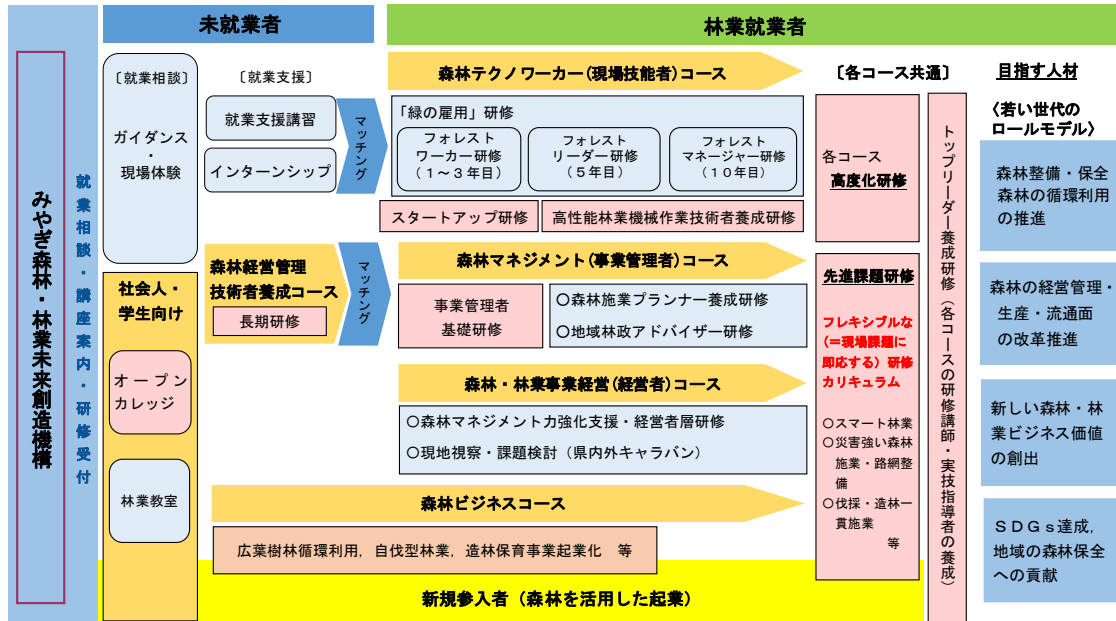 みやぎ森林・林業未来創造機構
就業相談・講座案内・研修受付
未就業者
林業就業者
〔就業相談〕
ガイダンス
・
現場体験
〔就業支援〕
就業支援講習
インターンシップ
マッチング
森林テクノワーカー(現場技能者)コース
「緑の雇用」研修
フォレスト
ワーカー研修
(1~3年目)
フォレスト
リーダー研修
(5年目)
フォレスト
マネージャー研修
(10年目)
スタートアップ研修
高性能林業機械作業技術者養成研修
社会人・
学生向け
オープン
カレッジ
林業教室
森林経営管理
技術者養成コース
長期研修
マッチング
森林マネジメント(事業管理者)コース
事業管理者
基礎研修
○森林施業プランナー養成研修
○地域林政アドバイザー研修
森林・林業事業経営(経営者)コース
○森林マネジメント力強化支援・経営者層研修
○現地視察・課題検討(県内外キャラバン)
森林ビジネスコース
広葉樹林循環利用,自伐型林業,造林保育事業起業化 等
新規参入者(森林を活用した起業)
〔各コース共通〕
各コース
高度化研修
先進課題研修
フレキシブルな
(=現場課題に
即応する)研修
カリキュラム
○スマート林業
○災害強い森林
施業・路網整
備
○伐採・造林一
貫施業
等
トップリーダー養成研修(各コースの研修講師・実技指導者の養成)
目指す人材
〈若い世代の
ロールモデル〉
森林整備・保全
森林の循環利用
の推進
森林の経営管理・
生産・流通面
の改革推進
新しい森林・林
業ビジネス価値
の創出
SDGs達成,
地域の森林保全
への貢献